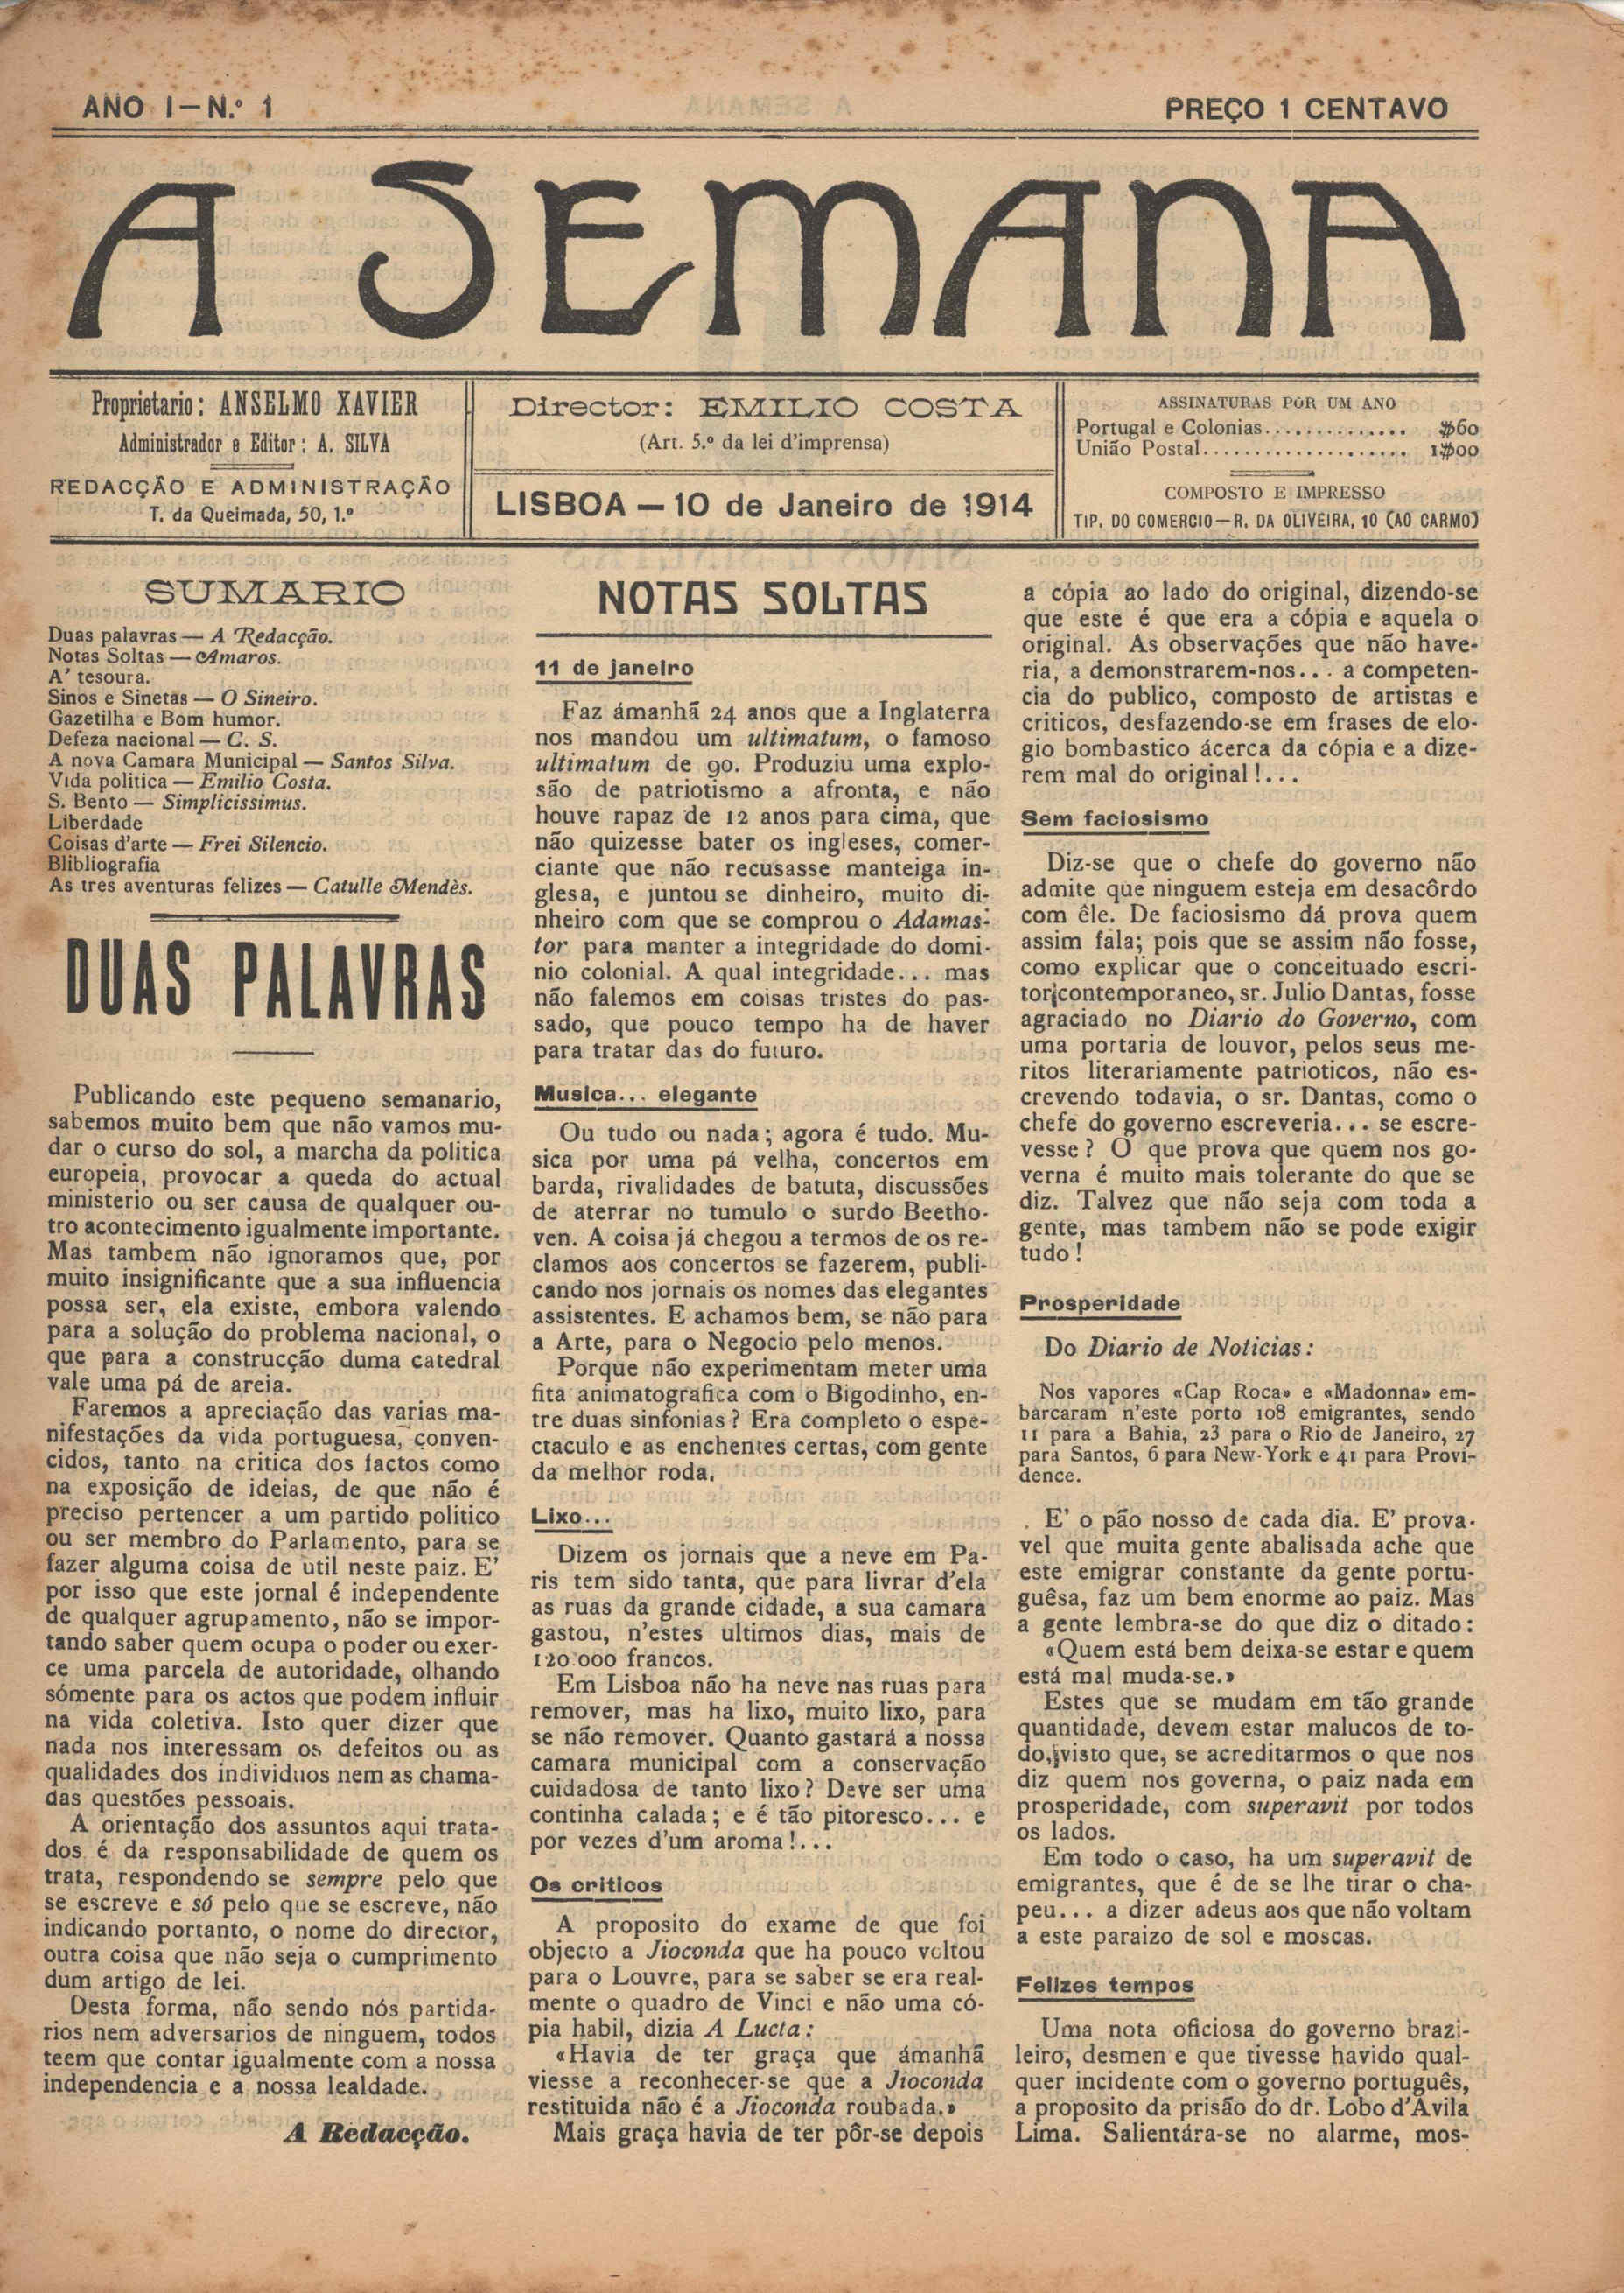 ANO I—N.º 1
PREÇO 1 CENTAVO
A SEMANA
Proprietario: ANSELMO XAVIER
Administrador e Editor: A. SILVA
REDACÇÃO E ADMINISTRAÇÃO
T. da Queimada, 50, 1.º
Director: EMILIO COSTA
(Art. 5.º da lei d'imprensa)
LISBOA — 10 de Janeiro de 1914
ASSINATURAS POR UM ANO
Portugal e Colonias.............. $60
União Postal.................... 1$00
COMPOSTO E IMPRESSO
TIP. DO COMERCIO—R. DA OLIVEIRA, 10 (AO CARMO)
SUMARIO
Duas palavras — A Redacção.
Notas Soltas — Amaros.
A' tesoura.
Sinos e Sinetas — O Sineiro.
Gazetilha e Bom humor.
Defeza nacional — C. S.
A nova Camara Municipal — Santos Silva.
Vida politica — Emilio Costa.
S. Bento — Simplicissimus.
Liberdade
Coisas d'arte — Frei Silencio.
Blibliografia
As tres aventuras felizes — Catulle Mendès.
DUAS PALAVRAS
Publicando este pequeno semanario,
sabemos muito bem que não vamos mu-
dar o curso do sol, a marcha da politica
europeia, provocar a queda do actual
ministerio ou ser causa de qualquer ou-
tro acontecimento igualmente importante.
Mas tambem não ignoramos que, por
muito insignificante que a sua influencia
possa ser, ela existe, embora valendo
para a solução do problema nacional, o
que para a construcção duma catedral
vale uma pá de areia.
Faremos a apreciação das varias ma-
nifestações da vida portuguesa, conven-
cidos, tanto na critica dos factos como
na exposição de ideias, de que não é
preciso pertencer a um partido politico
ou ser membro do Parlamento, para se
fazer alguma coisa de util neste paiz. E'
por isso que este jornal é independente
de qualquer agrupamento, não se impor-
tando saber quem ocupa o poder ou exer-
ce uma parcela de autoridade, olhando
sómente para os actos que podem influir
na vida coletiva. Isto quer dizer que
nada nos interessam os defeitos ou as
qualidades dos individuos nem as chama-
das questões pessoais.
A orientação dos assuntos aqui trata-
dos é da responsabilidade de quem os
trata, respondendo se sempre pelo que
se escreve e só pelo que se escreve, não
indicando portanto, o nome do director,
outra coisa que não seja o cumprimento
dum artigo de lei.
Desta forma, não sendo nós partida-
rios nem adversarios de ninguem, todos
teem que contar igualmente com a nossa
independencia e a nossa lealdade.
A Redacção.
NOTAS SOLTAS
11 de janeiro
Faz ámanhã 24 anos que a Inglaterra
nos mandou um ultimatum, o famoso
ultimatum de 90. Produziu uma explo-
são de patriotismo a afronta, e não
houve rapaz de 12 anos para cima, que
não quizesse bater os ingleses, comer-
ciante que não recusasse manteiga in-
glesa, e juntou se dinheiro, muito di-
nheiro com que se comprou o Adamas-
tor para manter a integridade do domi-
nio colonial. A qual integridade... mas
não falemos em coisas tristes do pas-
sado, que pouco tempo ha de haver
para tratar das do futuro.
Musica... elegante
Ou tudo ou nada; agora é tudo. Mu-
sica por uma pá velha, concertos em
barda, rivalidades de batuta, discussões
de aterrar no tumulo o surdo Beetho-
ven. A coisa já chegou a termos de os re-
clamos aos concertos se fazerem, publi-
cando nos jornais os nomes das elegantes
assistentes. E achamos bem, se não para
a Arte, para o Negocio pelo menos.
Porque não experimentam meter uma
fita animatografica com o Bigodinho, en-
tre duas sinfonias? Era completo o espe-
ctaculo e as enchentes certas, com gente
da melhor roda.
Lixo...
Dizem os jornais que a neve em Pa-
ris tem sido tanta, que para livrar d'ela
as ruas da grande cidade, a sua camara
gastou, n'estes ultimos dias, mais de
120.000 francos.
Em Lisboa não ha neve nas ruas para
remover, mas ha lixo, muito lixo, para
se não remover. Quanto gastará a nossa
camara municipal com a conservação
cuidadosa de tanto lixo? Deve ser uma
continha calada; e é tão pitoresco... e
por vezes d'um aroma!...
Os criticos
A proposito do exame de que foi
objecto a Jioconda que ha pouco voltou
para o Louvre, para se saber se era real-
mente o quadro de Vinci e não uma có-
pia habil, dizia A Lucta:
«Havia de ter graça que ámanhã
viesse a reconhecer-se que a Jioconda
restituida não é a Jioconda roubada.»
Mais graça havia de ter pôr-se depois
a cópia ao lado do original, dizendo-se
que este é que era a cópia e aquela o
original. As observações que não have-
ria, a demonstrarem-nos... a competen-
cia do publico, composto de artistas e
criticos, desfazendo-se em frases de elo-
gio bombastico ácerca da cópia e a dize-
rem mal do original!...
Sem faciosismo
Diz-se que o chefe do governo não
admite que ninguem esteja em desacôrdo
com êle. De faciosismo dá prova quem
assim fala; pois que se assim não fosse,
como explicar que o conceituado escri-
tor contemporaneo, sr. Julio Dantas, fosse
agraciado no Diario do Governo, com
uma portaria de louvor, pelos seus me-
ritos literariamente patrioticos, não es-
crevendo todavia, o sr. Dantas, como o
chefe do governo escreveria... se escre-
vesse? O que prova que quem nos go-
verna é muito mais tolerante do que se
diz. Talvez que não seja com toda a
gente, mas tambem não se pode exigir
tudo!
Prosperidade
Do Diario de Noticias:
Nos vapores «Cap Roca» e «Madonna» em-
barcaram n'este porto 108 emigrantes, sendo
11 para a Bahia, 23 para o Rio de Janeiro, 27
para Santos, 6 para New-York e 41 para Provi-
dence.
E' o pão nosso de cada dia. E' prova-
vel que muita gente abalisada ache que
este emigrar constante da gente portu-
guêsa, faz um bem enorme ao paiz. Mas
a gente lembra-se do que diz o ditado:
«Quem está bem deixa-se estar e quem
está mal muda-se.»
Estes que se mudam em tão grande
quantidade, devem estar malucos de to-
do, visto que, se acreditarmos o que nos
diz quem nos governa, o paiz nada em
prosperidade, com superavit por todos
os lados.
Em todo o caso, ha um superavit de
emigrantes, que é de se lhe tirar o cha-
peu... a dizer adeus aos que não voltam
a este paraizo de sol e moscas.
Felizes tempos
Uma nota oficiosa do governo brazi-
leiro, desmen e que tivesse havido qual-
quer incidente com o governo português,
a proposito da prisão do dr. Lobo d'Avila
Lima. Salientára-se no alarme, mos-